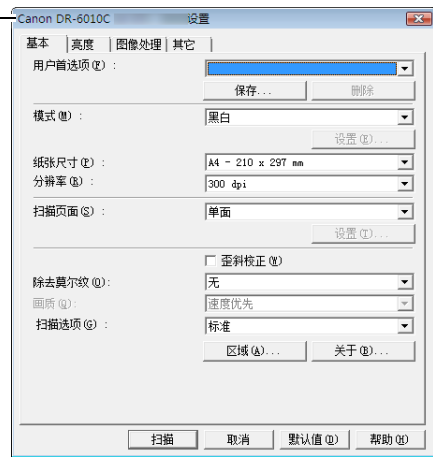 Canon DR-6010C 设置
基本 亮度 图像处理 其它
用户首选项(F) :
保存... 删除
模式(M) : 黑白
设置(E)...
纸张尺寸(P) : A4 - 210 x 297 mm
分辨率(R) : 300 dpi
扫描页面(S) : 单面
设置(T)...
歪斜校正(W)
除去莫尔纹(O): 无
画质(Q): 速度优先
扫描选项(G) : 标准
区域(A)... 关于(B)...
扫描 取消 默认值(D) 帮助(H)